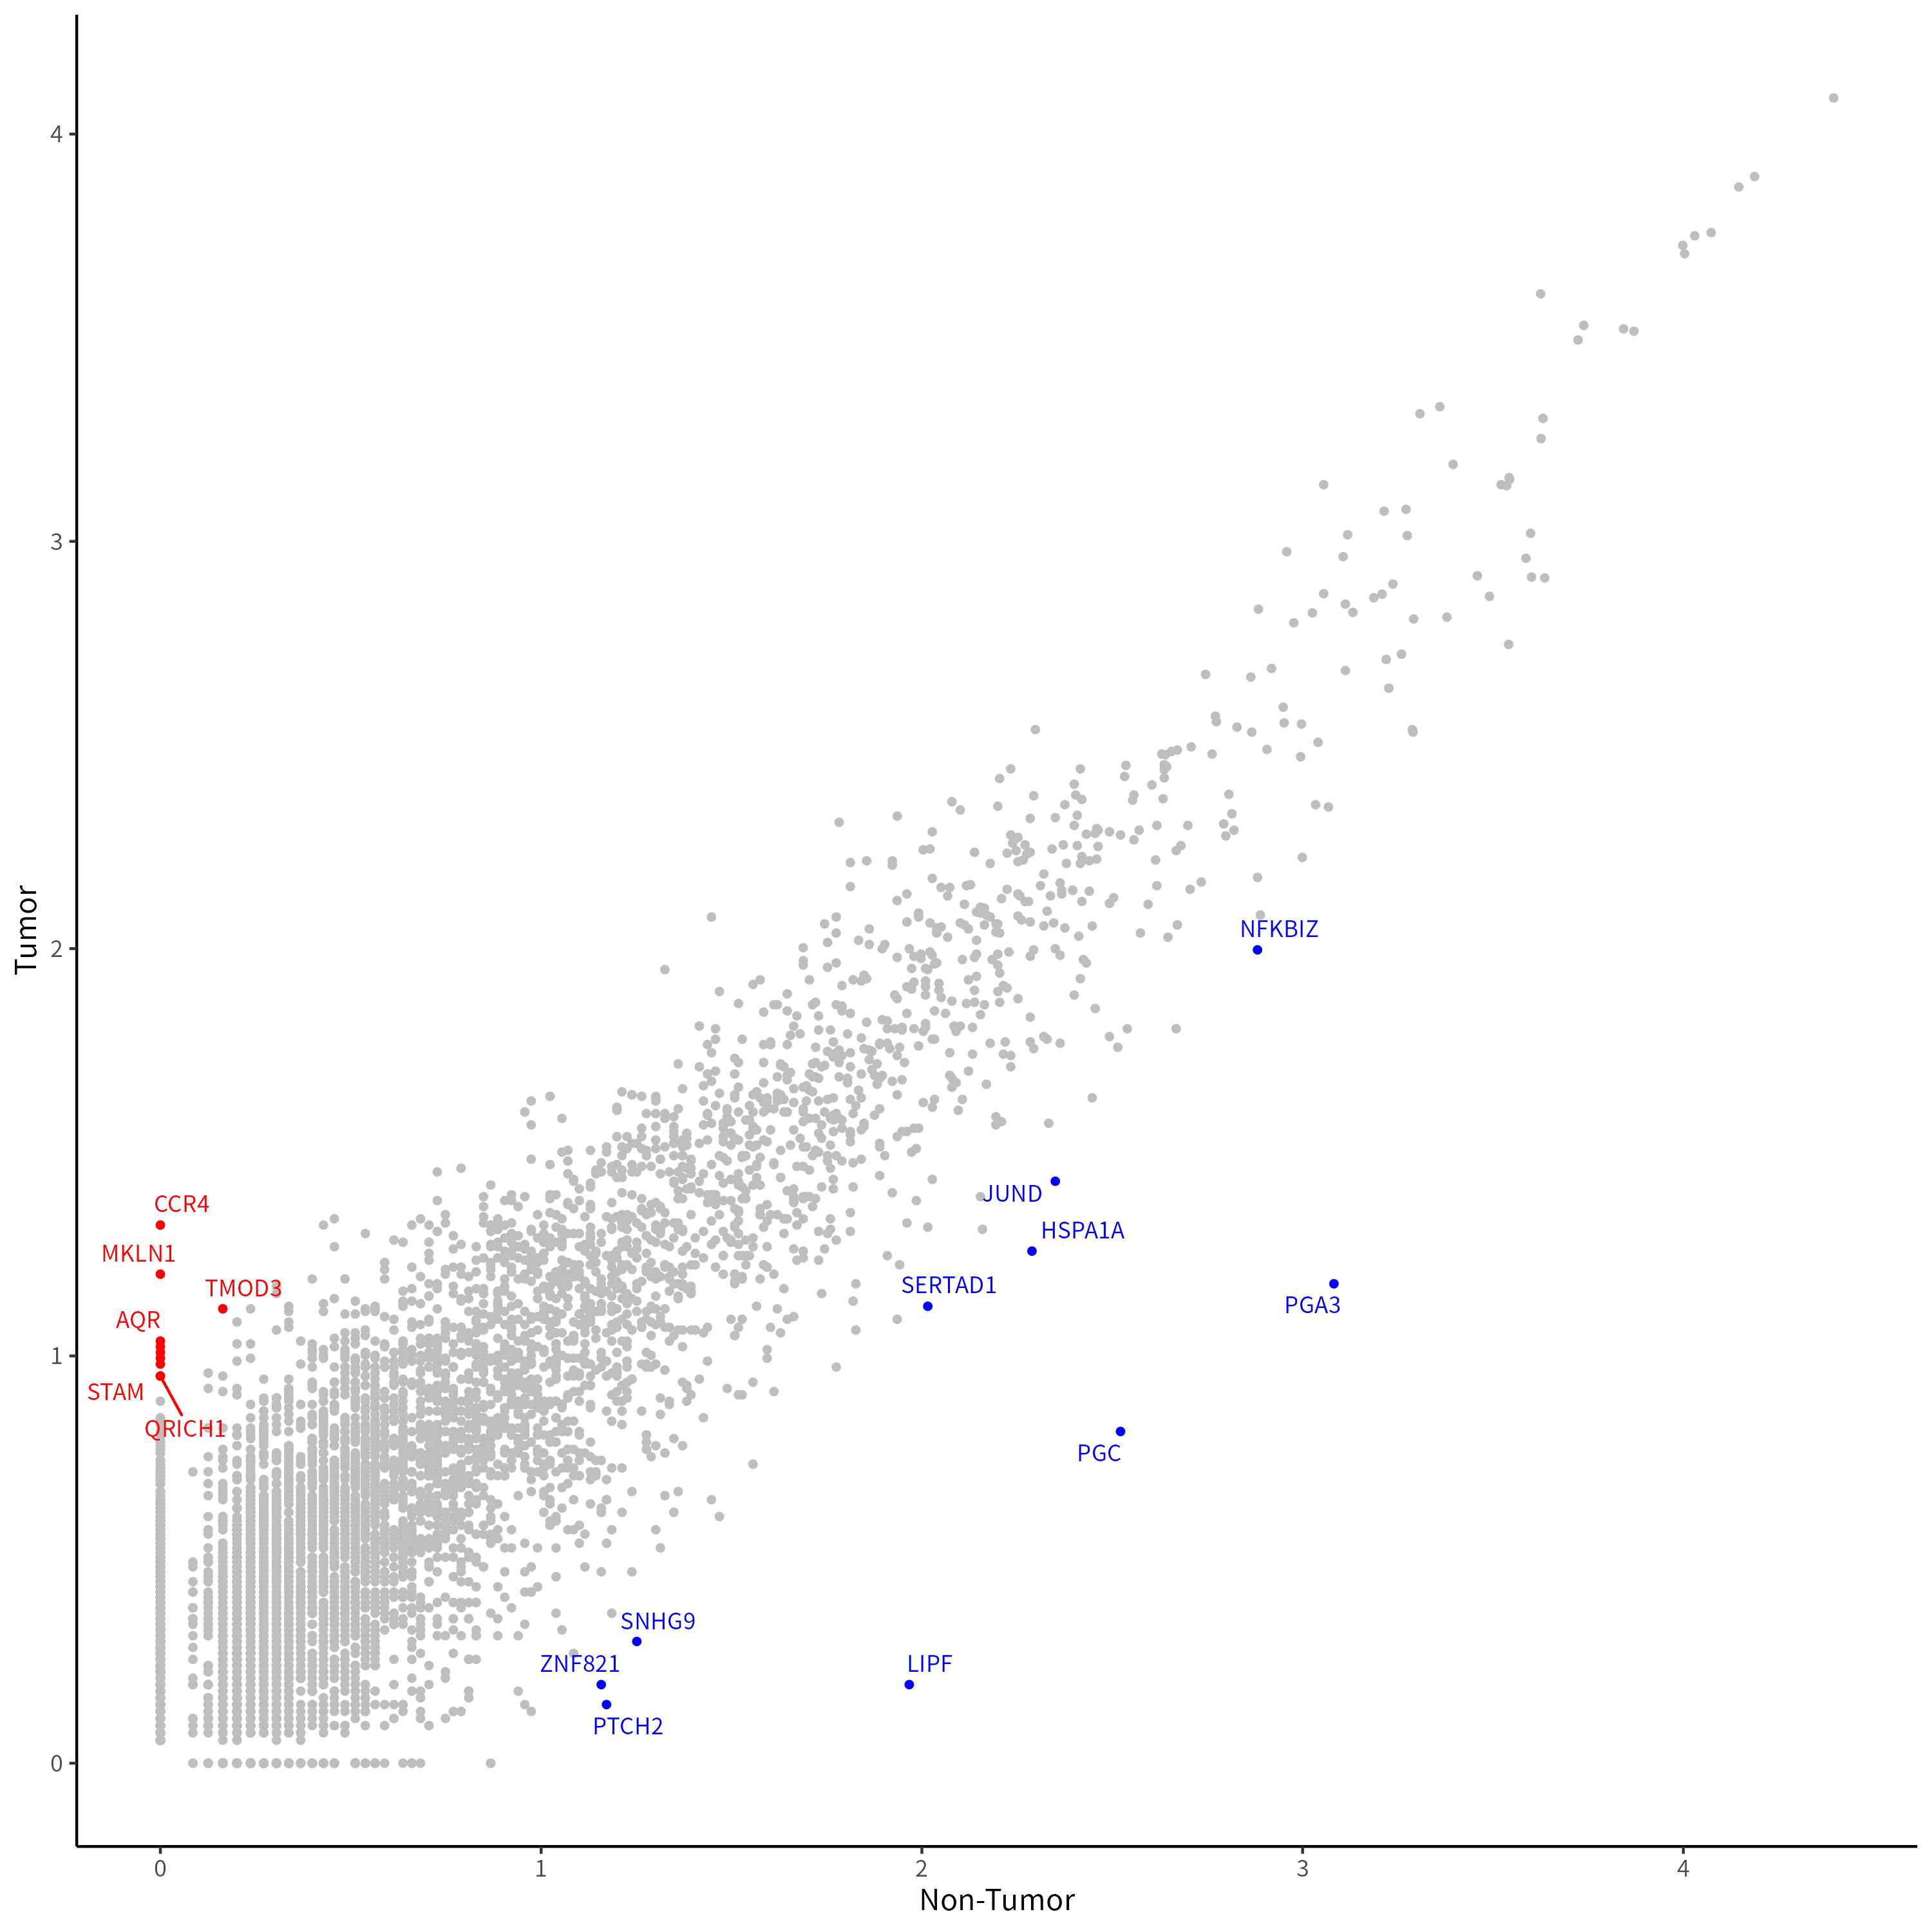 4
3
2
1
0
Tumor
NFKBIZ
JUND
CCR4
HSPA1A
MKLN1
TMOD3
SERTAD1
PGA3
AQR
STAM
QRICH1
PGC
SNHG9
ZNF821
LIPF
PTCH2
0
1
2
3
4
Non-Tumor